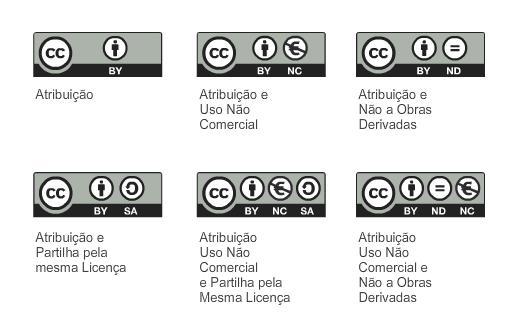 cc BY
Atribuição
cc BY NC
Atribuição e
Uso Não
Comercial
cc BY ND
Atribuição e
Não a Obras
Derivadas
cc BY SA
Atribuição e
Partilha pela
mesma Licença
cc BY NC SA
Atribuição
Uso Não
Comercial
e Partilha pela
Mesma Licença
cc BY ND NC
Atribuição
Uso Não
Comercial e
Não a Obras
Derivadas